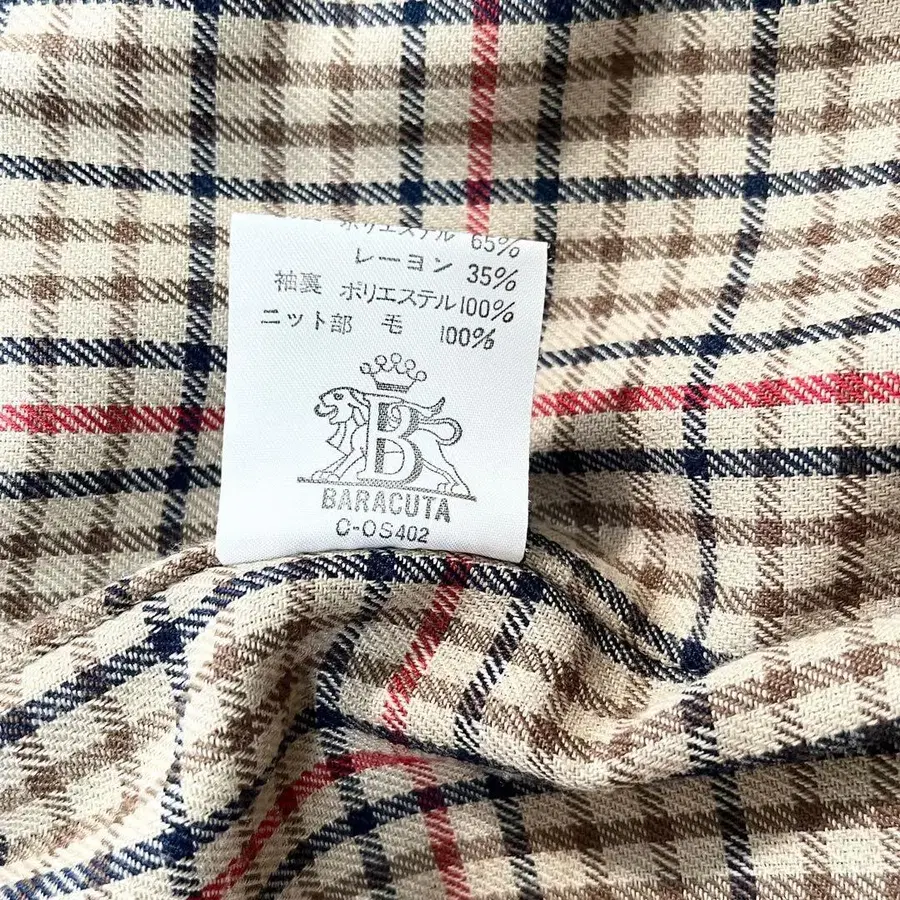 ポリエステル 65%
レーヨン 35%
袖裏 ポリエステル100%
ニット部 毛 100%
B
BARACUTA
C-OS402